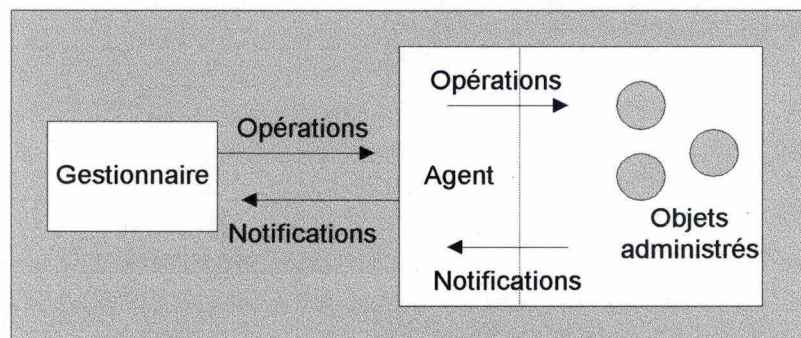 Gestionnaire
Opérations
Notifications
Agent
Opérations
Notifications
Objets
administrés